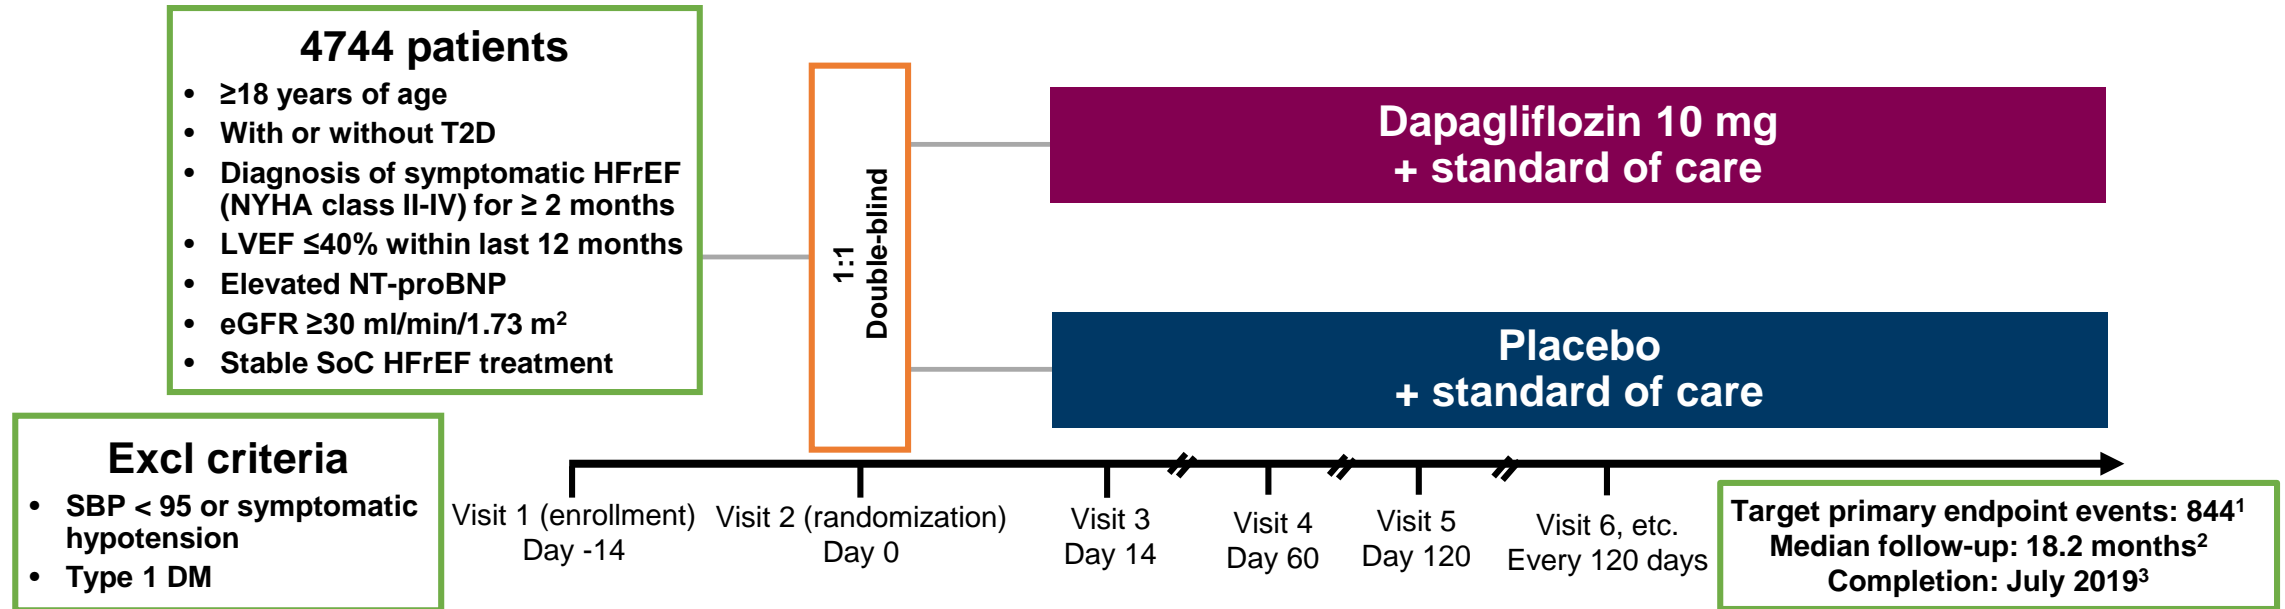 4744 patients
• ≥18 years of age
• With or without T2D
• Diagnosis of symptomatic HFrEF
(NYHA class II-IV) for ≥ 2 months
• LVEF ≤40% within last 12 months
• Elevated NT-proBNP
• eGFR ≥30 ml/min/1.73 m²
• Stable SoC HFrEF treatment
Excl criteria
• SBP < 95 or symptomatic
hypotension
• Type 1 DM
1:1
Double-blind
Dapagliflozin 10 mg
+ standard of care
Placebo
+ standard of care
Visit 1 (enrollment)
Day -14
Visit 2 (randomization)
Day 0
Visit 3
Day 14
Visit 4
Day 60
Visit 5
Day 120
Visit 6, etc.
Every 120 days
Target primary endpoint events: 844¹
Median follow-up: 18.2 months²
Completion: July 2019³